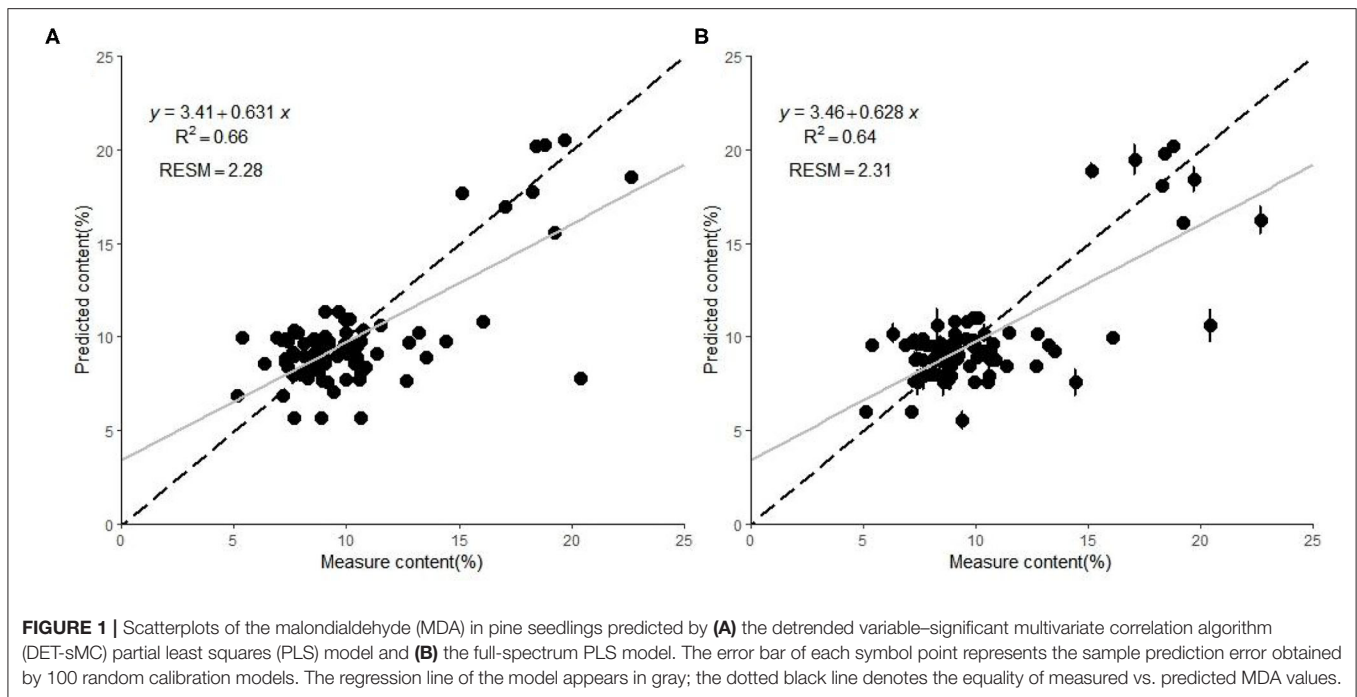 A
25
20
15
10
5
0
Predicted content(%)
y = 3.41+0.631 x
R² = 0.66
RESM = 2.28
0 5 10 15 20 25
Measure content(%)
B
25
20
15
10
5
0
Predicted content(%)
y = 3.46+0.628 x
R² = 0.64
RESM = 2.31
0 5 10 15 20 25
Measure content(%)
FIGURE 1 | Scatterplots of the malondialdehyde (MDA) in pine seedlings predicted by (A) the detrended variable–significant multivariate correlation algorithm
(DET-sMC) partial least squares (PLS) model and (B) the full-spectrum PLS model. The error bar of each symbol point represents the sample prediction error obtained
by 100 random calibration models. The regression line of the model appears in gray; the dotted black line denotes the equality of measured vs. predicted MDA values.